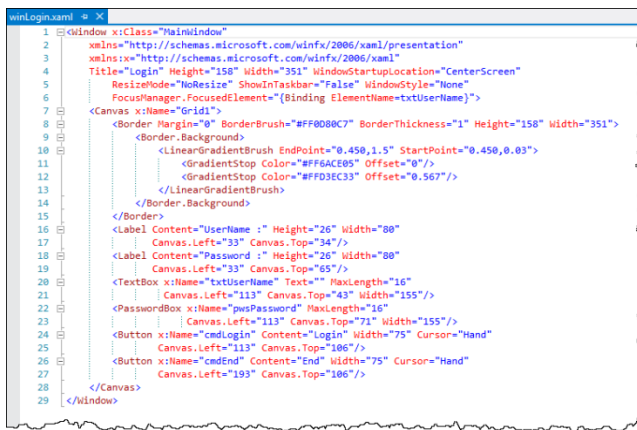 winLogin.xaml
1 <Window x:Class="MainWindow"
2 xmlns="http://schemas.microsoft.com/winfx/2006/xaml/presentation"
3 xmlns:x="http://schemas.microsoft.com/winfx/2006/xaml"
4 Title="Login" Height="158" Width="351" WindowStartupLocation="CenterScreen"
5 ResizeMode="NoResize" ShowInTaskbar="False" WindowStyle="None"
6 FocusManager.FocusedElement="{Binding ElementName=txtUserName}">
7 <Canvas x:Name="Grid1">
8 <Border Margin="0" BorderBrush="#FF0D80C7" BorderThickness="1" Height="158" Width="351">
9 <Border.Background>
10 <LinearGradientBrush EndPoint="0.450,1.5" StartPoint="0.450,0.03">
11 <GradientStop Color="#FF6ACE05" Offset="0"/>
12 <GradientStop Color="#FFD3EC33" Offset="0.567"/>
13 </LinearGradientBrush>
14 </Border.Background>
15 </Border>
16 <Label Content="UserName :" Height="26" Width="80"
17 Canvas.Left="33" Canvas.Top="34"/>
18 <Label Content="Password :" Height="26" Width="80"
19 Canvas.Left="33" Canvas.Top="65"/>
20 <TextBox x:Name="txtUserName" Text="" MaxLength="16"
21 Canvas.Left="113" Canvas.Top="43" Width="155"/>
22 <PasswordBox x:Name="pwsPassword" MaxLength="16"
23 Canvas.Left="113" Canvas.Top="71" Width="155"/>
24 <Button x:Name="cmdLogin" Content="Login" Width="75" Cursor="Hand"
25 Canvas.Left="113" Canvas.Top="106"/>
26 <Button x:Name="cmdEnd" Content="End" Width="75" Cursor="Hand"
27 Canvas.Left="193" Canvas.Top="106"/>
28 </Canvas>
29 </Window>